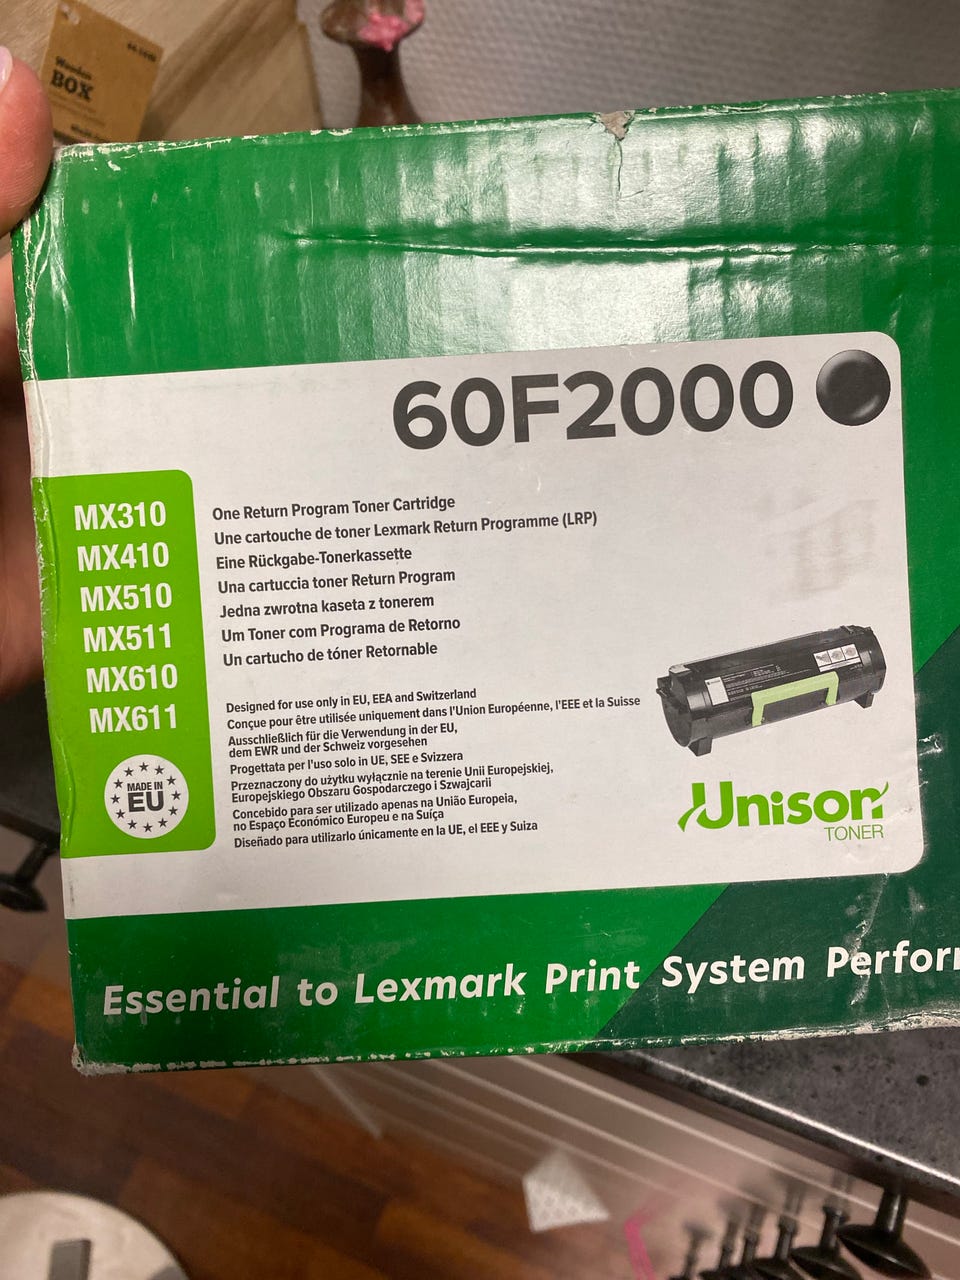 Wooden
BOX
60F2000
MX310
MX410
MX510
MX511
MX610
MX611
MADE IN
EU
One Return Program Toner Cartridge
Une cartouche de toner Lexmark Return Programme (LRP)
Eine Rückgabe-Tonerkassette
Una cartuccia toner Return Program
Jedna zwrotna kaseta z tonerem
Um Toner com Programa de Retorno
Un cartucho de tóner Retornable
Designed for use only in EU, EEA and Switzerland
Conçue pour être utilisée uniquement dans l'Union Européenne, l'EEE et la Suisse
Ausschließlich für die Verwendung in der EU,
dem EWR und der Schweiz vorgesehen
Progettata per l'uso solo in UE, SEE e Svizzera
Przeznaczony do użytku wyłącznie na terenie Unii Europejskiej,
Europejskiego Obszaru Gospodarczego i Szwajcarii
Concebido para ser utilizado apenas na União Europeia,
no Espaço Económico Europeu e na Suíça
Diseñado para utilizarlo únicamente en la UE, el EEE y Suiza
Unison
TONER
Essential to Lexmark Print System Perfor